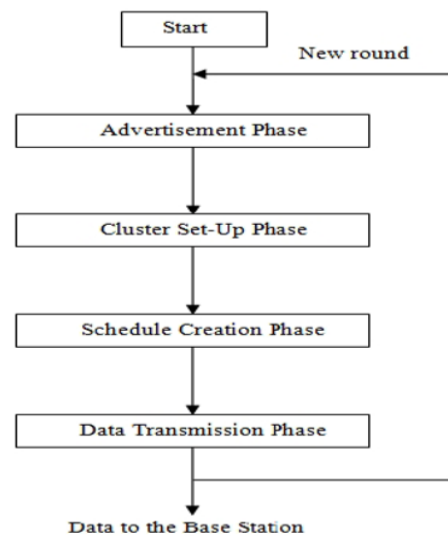 Start
New round
Advertisement Phase
Cluster Set-Up Phase
Schedule Creation Phase
Data Transmission Phase
Data to the Base Station